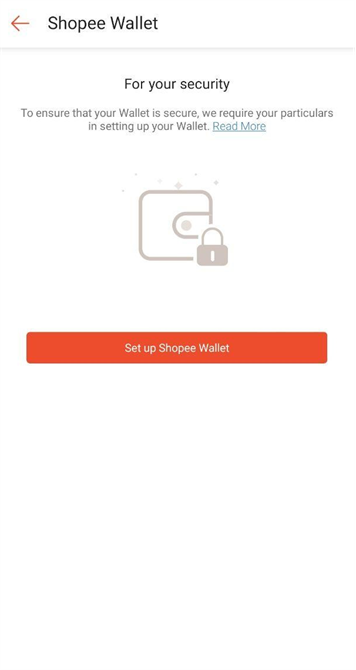 Shopee Wallet
For your security
To ensure that your Wallet is secure, we require your particulars
in setting up your Wallet. Read More
Set up Shopee Wallet